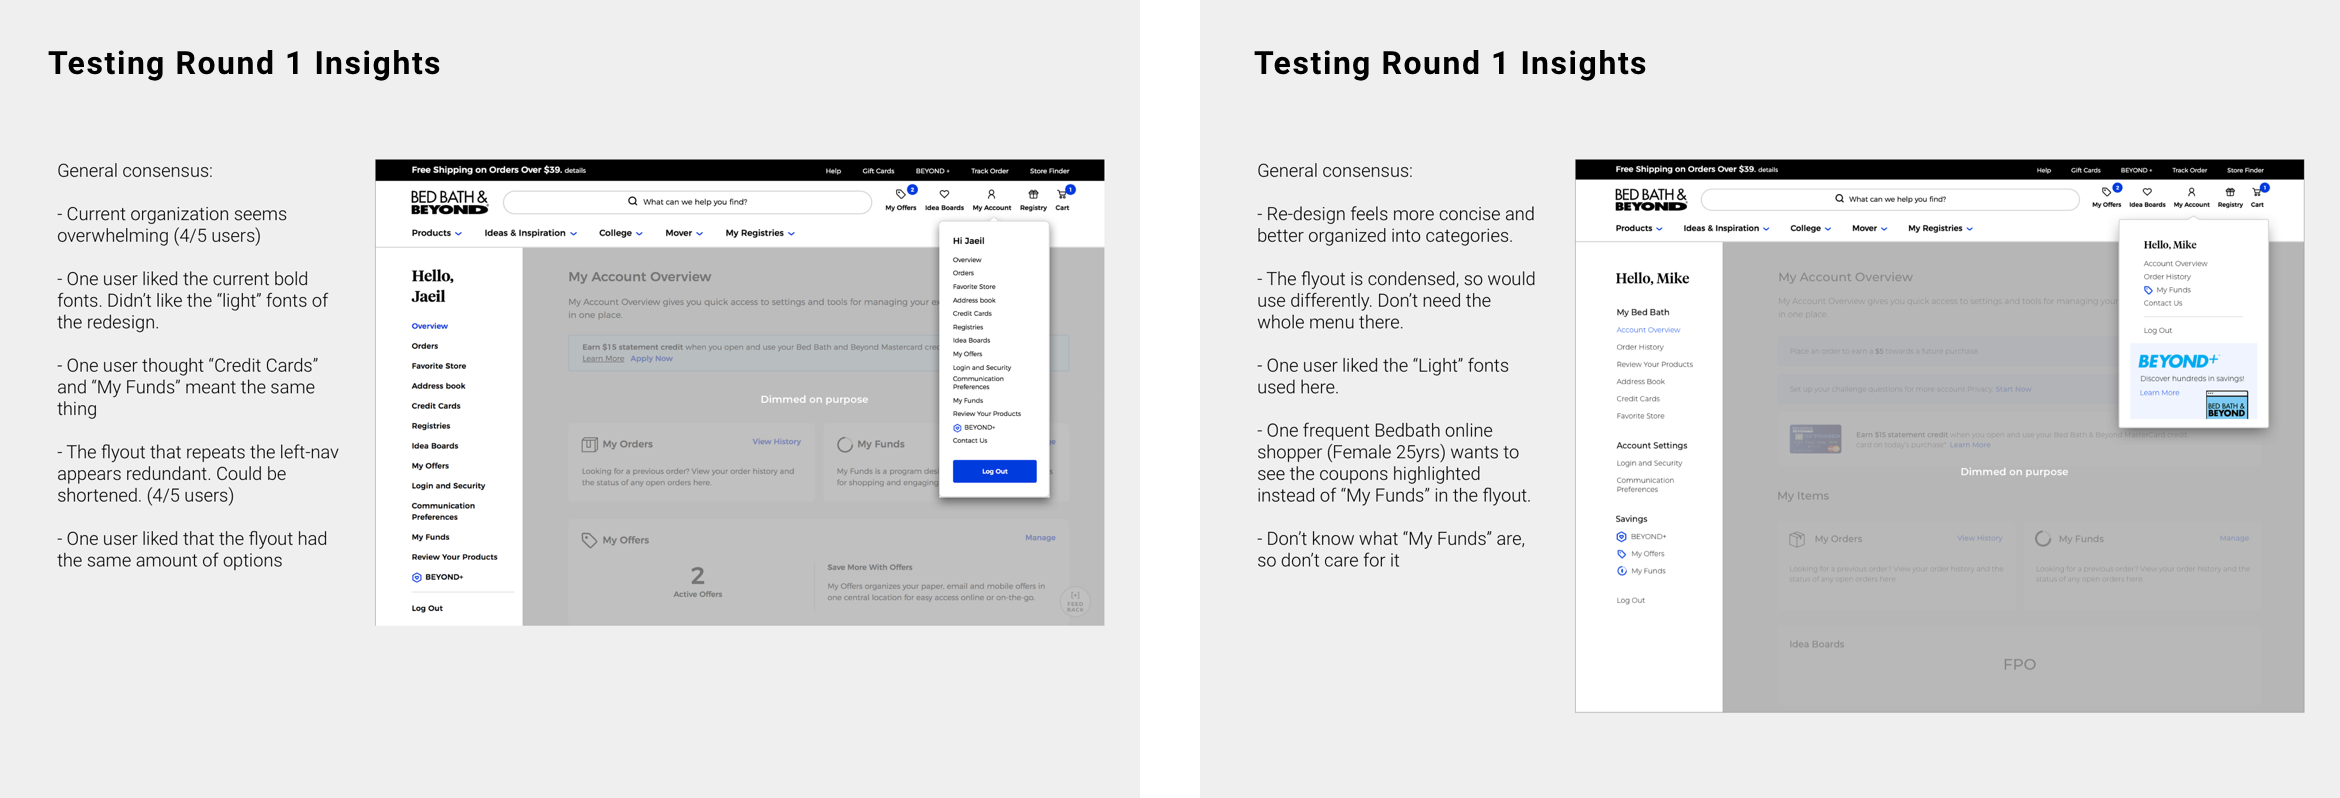 Testing Round 1 Insights
General consensus:
- Current organization seems
overwhelming (4/5 users)
- One user liked the current bold
fonts. Didn’t like the “light” fonts of
the redesign.
- One user thought “Credit Cards”
and “My Funds” meant the same
thing
- The flyout that repeats the left-nav
appears redundant. Could be
shortened. (4/5 users)
- One user liked that the flyout had
the same amount of options
Free Shipping on Orders Over $39. details
Help Gift Cards BEYOND + Track Order Store Finder
BED BATH &
BEYOND
What can we help you find?
2
1
My Offers Idea Boards My Account Registry Cart
Products Ideas & Inspiration College Mover My Registries
Hello,
Jaeil
Overview
Orders
Favorite Store
Address book
Credit Cards
Registries
Idea Boards
My Offers
Login and Security
Communication
Preferences
My Funds
Review Your Products
BEYOND+
Log Out
My Account Overview
My Account Overview gives you quick access to settings and tools for managing your
in one place.
Earn $15 statement credit when you open and use your Bed Bath and Beyond Mastercard
Learn More Apply Now
Dimmed on purpose
My Orders View History
Looking for a previous order? View your order history and
the status of any open orders here.
My Funds
My Funds is a program
for shopping and engaging
My Offers Manage
2
Active Offers
Save More With Offers
My Offers organizes your paper, email and mobile offers in
one central location for easy access online or on-the-go.
[+]
FEED
BACK
Hi Jaeil
Overview
Orders
Favorite Store
Address book
Credit Cards
Registries
Idea Boards
My Offers
Login and Security
Communication
Preferences
My Funds
Review Your Products
BEYOND+
Contact Us
Log Out
Testing Round 1 Insights
General consensus:
- Re-design feels more concise and
better organized into categories.
- The flyout is condensed, so would
use differently. Don’t need the
whole menu there.
- One user liked the “Light” fonts
used here.
- One frequent Bedbath online
shopper (Female 25yrs) wants to
see the coupons highlighted
instead of “My Funds” in the flyout.
- Don’t know what “My Funds” are,
so don’t care for it
Free Shipping on Orders Over $39. details
Help Gift Cards BEYOND + Track Order Store Finder
BED BATH &
BEYOND
What can we help you find?
2
1
My Offers Idea Boards My Account Registry Cart
Products Ideas & Inspiration College Mover My Registries
Hello, Mike
My Bed Bath
Account Overview
Order History
Review Your Products
Address Book
Credit Cards
Favorite Store
Account Settings
Login and Security
Communication
Preferences
Savings
BEYOND+
My Offers
My Funds
Log Out
My Account Overview
My Account Overview gives you quick access to settings and tools for managing your
in one place.
Place an order to earn a $5 towards a future purchase.
Set up your challenge questions for more account Privacy. Start Now
Earn $15 statement credit when you open and use your Bed Bath & Beyond MasterCard credit
card on today's purchase*. Learn More
Dimmed on purpose
My Items
My Orders View History
Looking for a previous order? View your order history and the
status of any open orders here.
My Funds Manage
Looking for a previous order? View your order history and the
status of any open orders here.
Idea Boards
FPO
Hello, Mike
Account Overview
Order History
My Funds
Contact Us
Log Out
BEYOND+
Discover hundreds in savings!
Learn More
BED BATH &
BEYOND